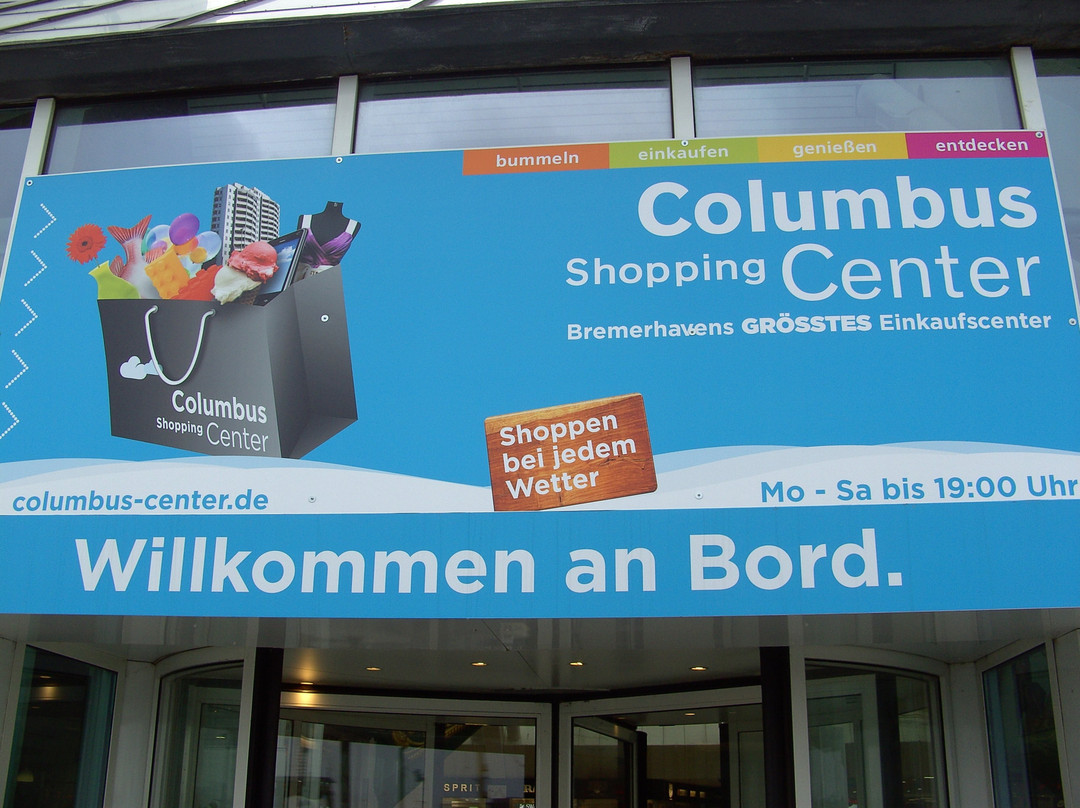 bummeln einkaufen genießen entdecken
Columbus
Shopping Center
Bremerhavens GRÖSSTES Einkaufscenter
Columbus
Shopping Center
Shoppen
bei jedem
Wetter
columbus-center.de
Mo - Sa bis 19:00 Uhr
Willkommen an Bord.